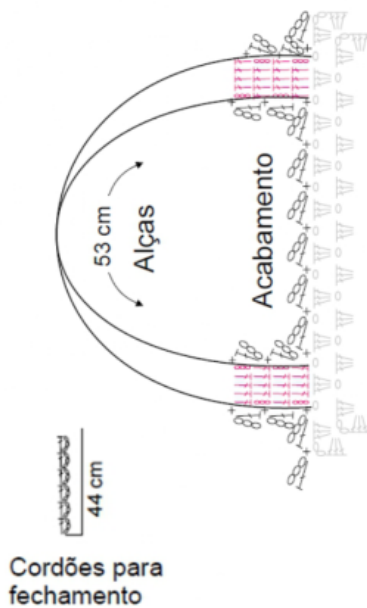 53 cm
Alças
Acabamento
44 cm
Cordões para
fechamento